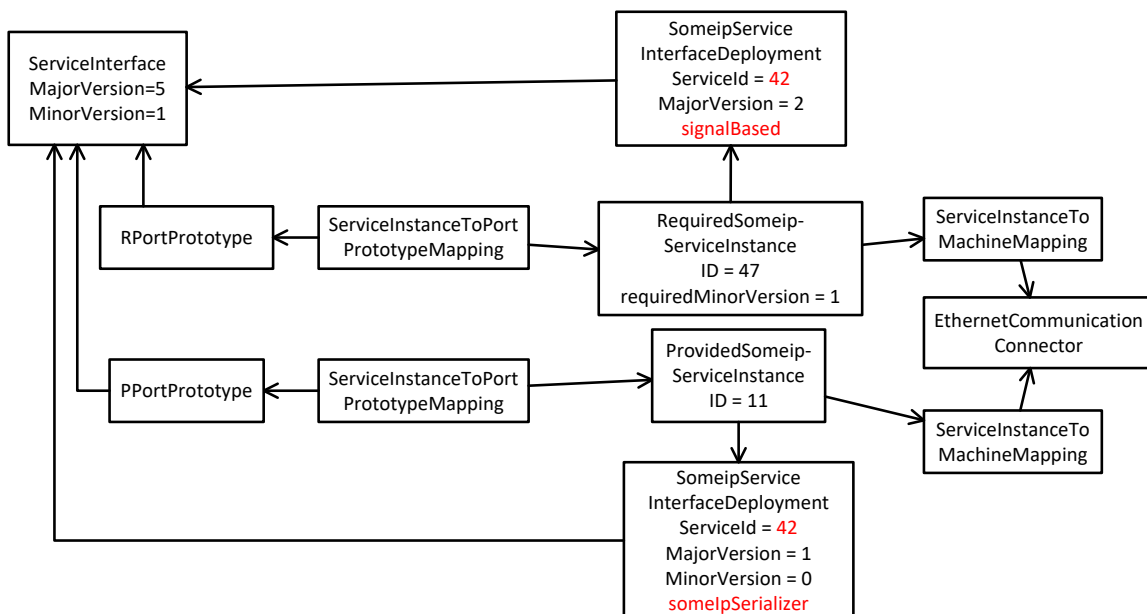 ServiceInterface
MajorVersion=5
MinorVersion=1
SomeipService
InterfaceDeployment
ServiceId = 42
MajorVersion = 2
signalBased
RPortPrototype
ServiceInstanceToPort
PrototypeMapping
RequiredSomeip-
ServiceInstance
ID = 47
requiredMinorVersion = 1
ServiceInstanceTo
MachineMapping
EthernetCommunication
Connector
PPortPrototype
ServiceInstanceToPort
PrototypeMapping
ProvidedSomeip-
ServiceInstance
ID = 11
ServiceInstanceTo
MachineMapping
SomeipService
InterfaceDeployment
ServiceId = 42
MajorVersion = 1
MinorVersion = 0
someIpSerializer